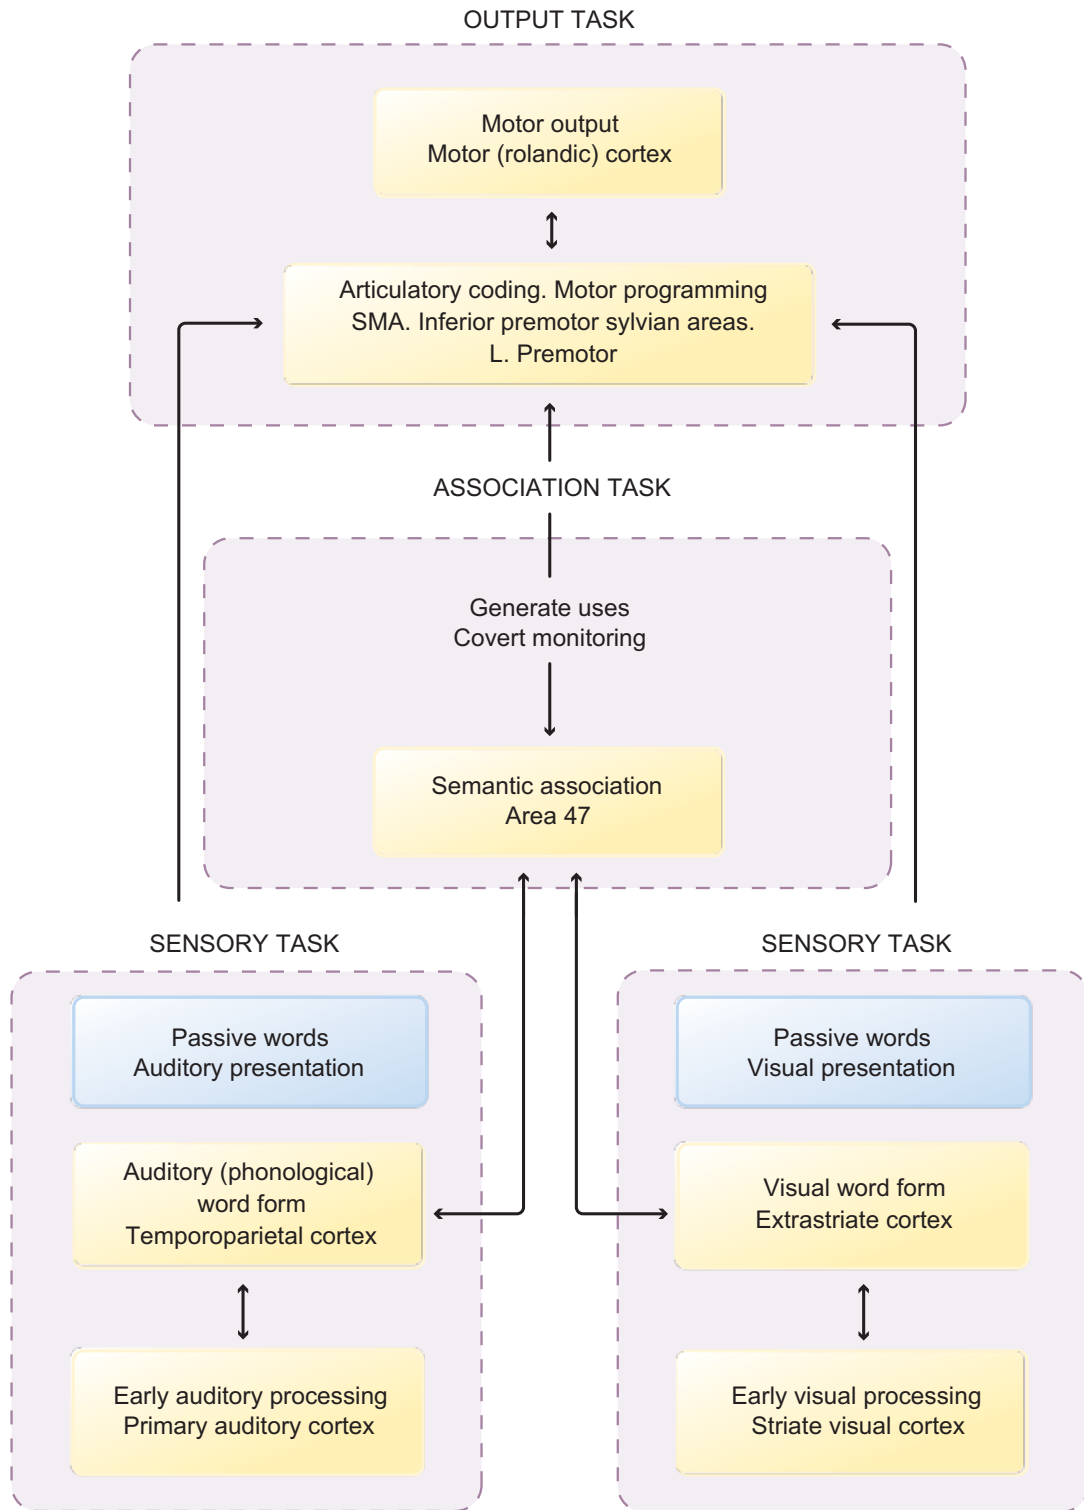 OUTPUT TASK
Motor output
Motor (rolandic) cortex
Articulatory coding. Motor programming
SMA. Inferior premotor sylvian areas.
L. Premotor
ASSOCIATION TASK
Generate uses
Covert monitoring
Semantic association
Area 47
SENSORY TASK
Passive words
Auditory presentation
Auditory (phonological)
word form
Temporoparietal cortex
Early auditory processing
Primary auditory cortex
SENSORY TASK
Passive words
Visual presentation
Visual word form
Extrastriate cortex
Early visual processing
Striate visual cortex